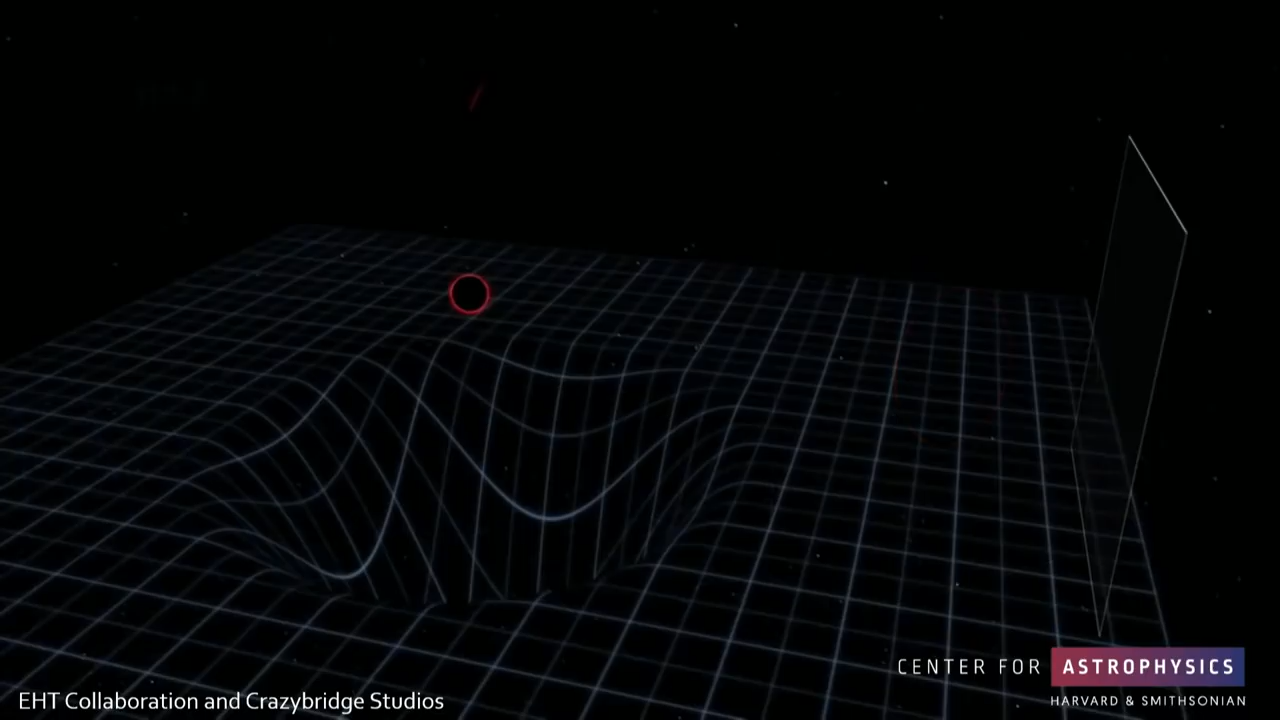 CENTER FOR ASTROPHYSICS
HARVARD & SMITHSONIAN
EHT Collaboration and Crazybridge Studios